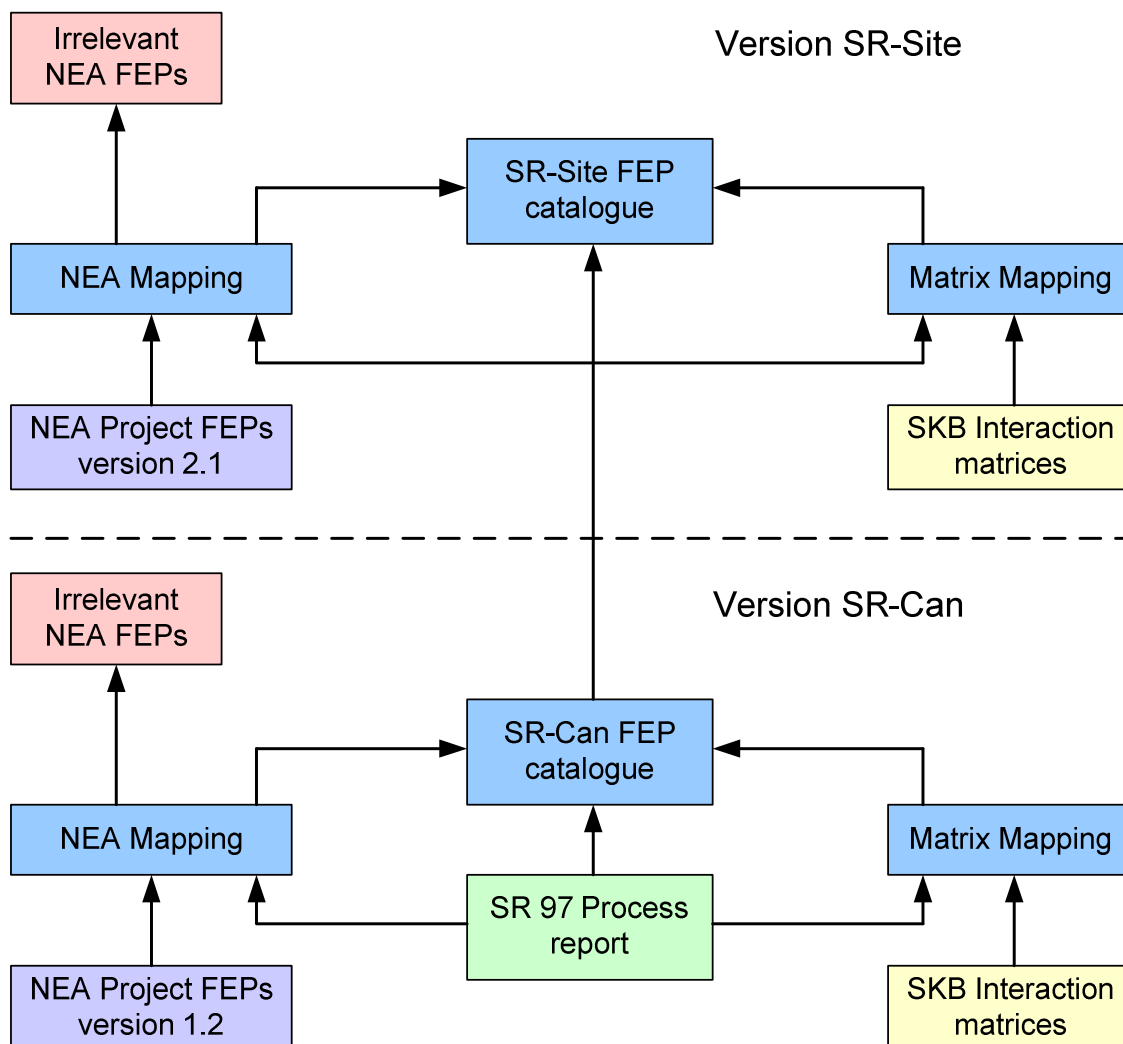 Irrelevant
NEA FEPs
Version SR-Site
SR-Site FEP
catalogue
NEA Mapping
Matrix Mapping
NEA Project FEPs
version 2.1
SKB Interaction
matrices
Irrelevant
NEA FEPs
Version SR-Can
SR-Can FEP
catalogue
NEA Mapping
Matrix Mapping
SR 97 Process
report
NEA Project FEPs
version 1.2
SKB Interaction
matrices